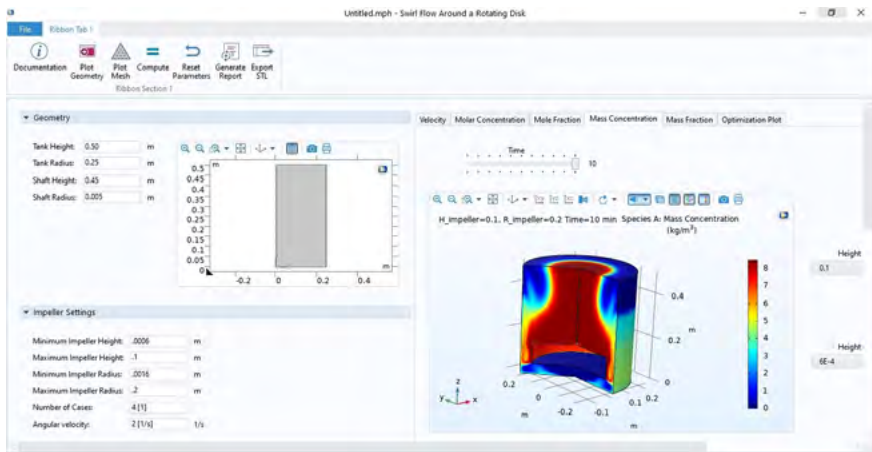 Untitled.mph - Swirl Flow Around a Rotating Disk
File Ribbon Tab 1
Documentation Plot Geometry Plot Mesh Compute Reset Parameters Generate Report Export STL
Ribbon Section 1
Geometry
Tank Height: 0.50 m
Tank Radius: 0.25 m
Shaft Height: 0.45 m
Shaft Radius: 0.005 m
m
0.5
0.45
0.4
0.35
0.3
0.25
0.2
0.15
0.1
0.05
0
m
-0.2 0 0.2 0.4
Impeller Settings
Minimum Impeller Height: .0006 m
Maximum Impeller Height: .1 m
Minimum Impeller Radius: .0016 m
Maximum Impeller Radius: .2 m
Number of Cases: 4 [1]
Angular velocity: 2 [1/s] 1/s
Velocity Molar Concentration Mole Fraction Mass Concentration Mass Fraction Optimization Plot
Time
10
H_impeller=0.1, R_impeller=0.2 Time=10 min Species A: Mass Concentration
(kg/m³)
8
7
6
5
4
3
2
1
0
0.4
m
0.2
0
0.2
0
-0.2
m
-0.1
0.1
0.2
m
z
y
x
Height
0.1
Height
6E-4